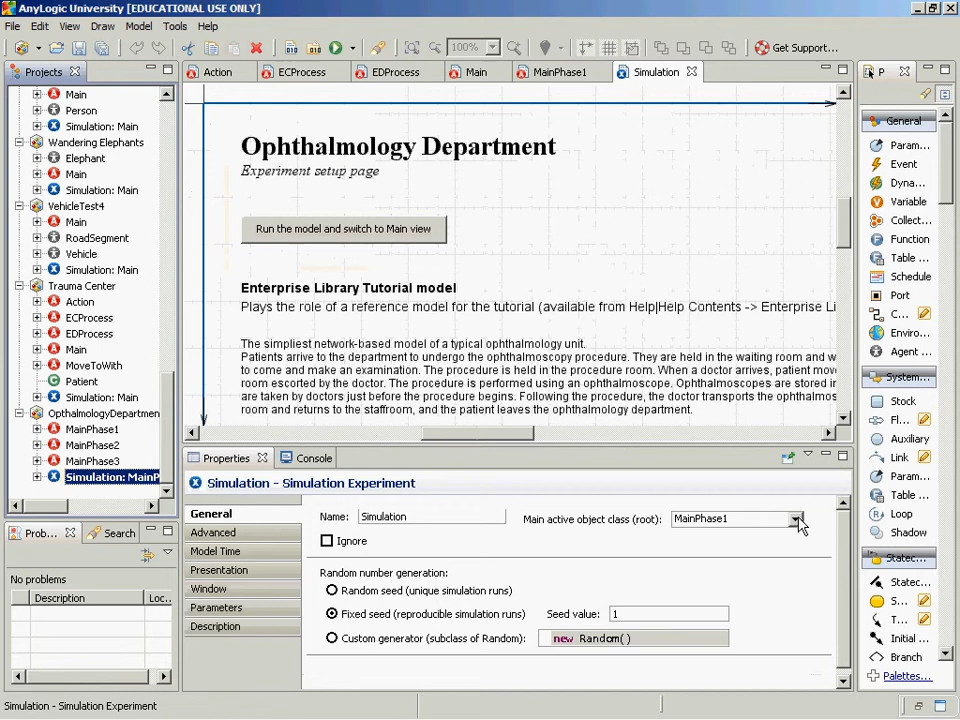 AnyLogic University [EDUCATIONAL USE ONLY]
File Edit View Draw Model Tools Help
100% Get Support...
Projects
Main
Person
Simulation: Main
Wandering Elephants
Elephant
Main
Simulation: Main
VehicleTest4
Main
RoadSegment
Vehicle
Simulation: Main
Trauma Center
Action
ECProcess
EDProcess
Main
MoveToWith
Patient
Simulation: Main
OpthalmologyDepartmen
MainPhase1
MainPhase2
MainPhase3
Simulation: MainP
Prob... Search
No problems
Description Loc...
Action ECProcess EDProcess Main MainPhase1 Simulation
Ophthalmology Department
Experiment setup page
Run the model and switch to Main view
Enterprise Library Tutorial model
Plays the role of a reference model for the tutorial (available from Help|Help Contents -> Enterprise Li
The simpliest network-based model of a typical ophthalmology unit.
Patients arrive to the department to undergo the ophthalmoscopy procedure. They are held in the waiting room and w
to come and make an examination. The procedure is held in the procedure room. When a doctor arrives, patient mov
room escorted by the doctor. The procedure is performed using an ophthalmoscope. Ophthalmoscopes are stored in
are taken by doctors just before the procedure begins. Following the procedure, the doctor transports the ophthalmos
room and returns to the staffroom, and the patient leaves the ophthalmology department.
Properties Console
Simulation - Simulation Experiment
General
Advanced
Model Time
Presentation
Window
Parameters
Description
Name: Simulation Main active object class (root): MainPhase1
Ignore
Random number generation:
Random seed (unique simulation runs)
Fixed seed (reproducible simulation runs) Seed value: 1
Custom generator (subclass of Random): new Random()
P
General
Param...
Event
Dyna...
Variable
Collect...
Function
Table ...
Schedule
Port
C...
Enviro...
Agent ...
System...
Stock
Fl...
Auxiliary
Link
Param...
Table ...
Loop
Shadow
Statec...
Statec...
S...
T...
Initial ...
Branch
Palettes...
Simulation - Simulation Experiment